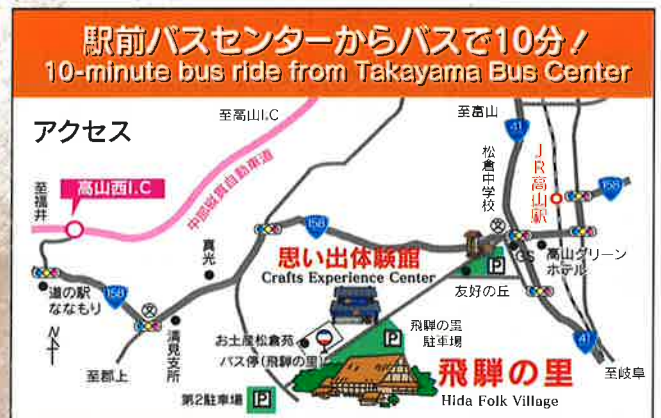 駅前バスセンターからバスで10分！
10-minute bus ride from Takayama Bus Center
アクセス
至高山I.C
至富山
41
至福井
高山西I.C
中部縦貫自動車道
松倉中学校
JR高山駅
158
158
文
思い出体験館
Crafts Experience Center
真光
P
GS
高山グリーン
ホテル
道の駅
ななもり
158
友好の丘
文
清見支所
N
お土産松倉苑
バス停(飛騨の里)
飛騨の里
駐車場
P
41
至郡上
飛騨の里
Hida Folk Village
至岐阜
第2駐車場
P